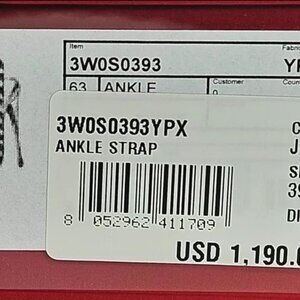 Item
Fabric
3W0S0393
YP
63 ANKLE
Customer
0
3W0S0393YPX
ANKLE STRAP
C
J
S
39
D
8 052962 411709
USD 1,190.0